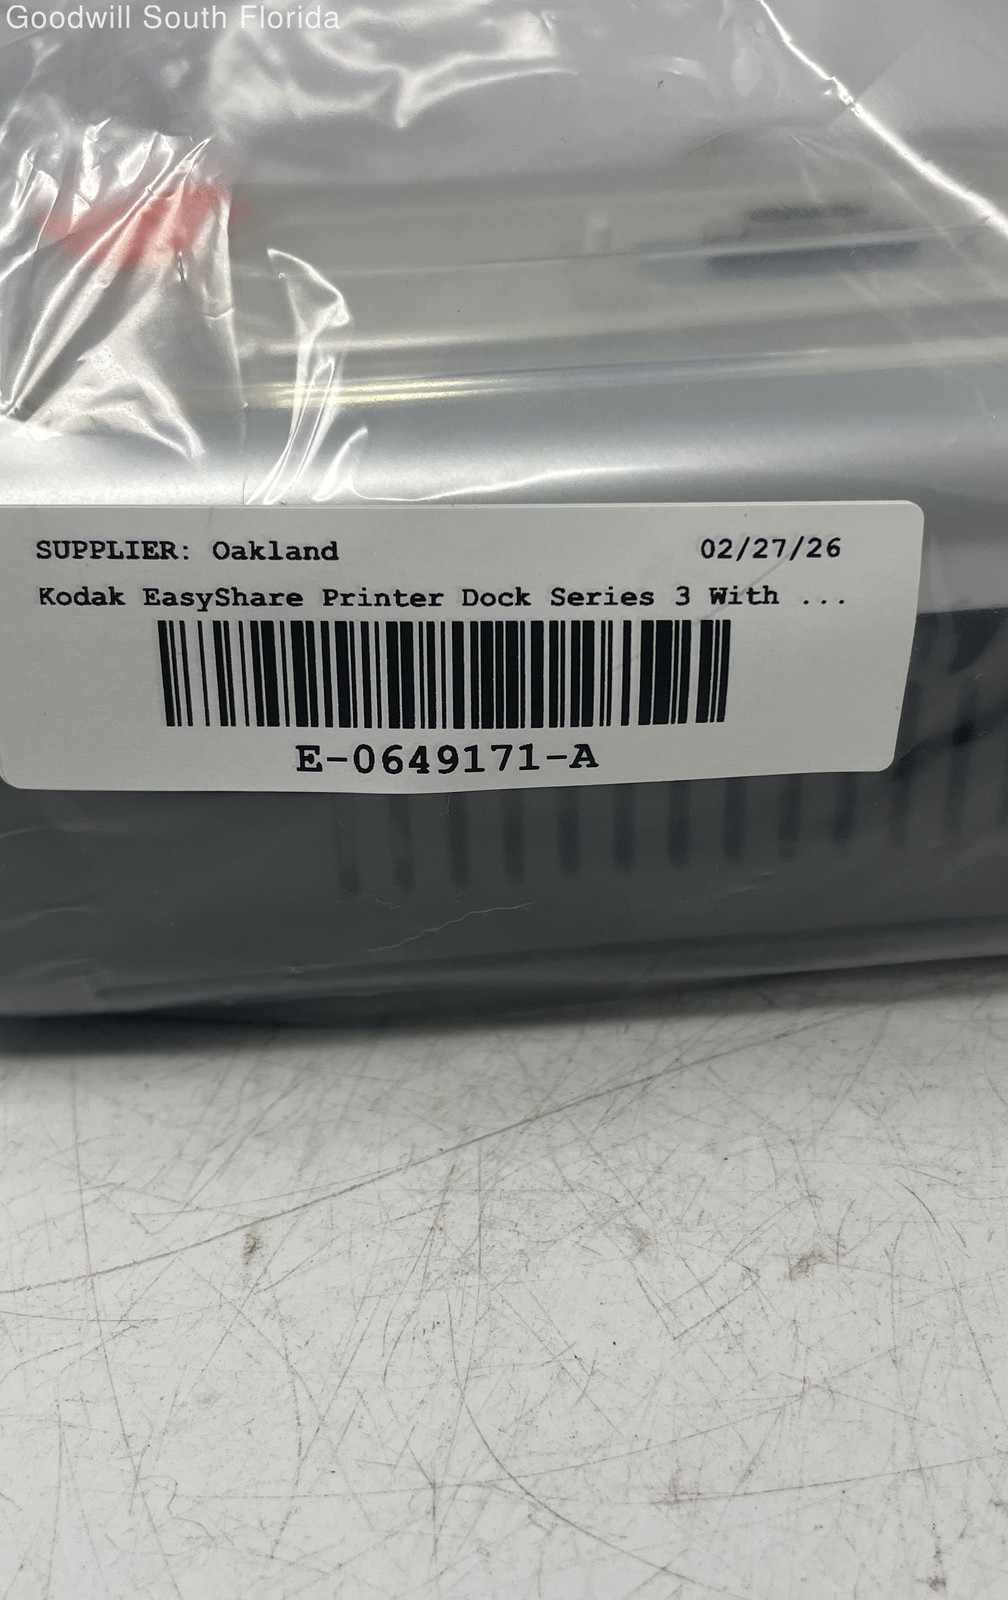 Goodwill South Florida
SUPPLIER: Oakland 02/27/26
Kodak EasyShare Printer Dock Series 3 With ...
E-0649171-A